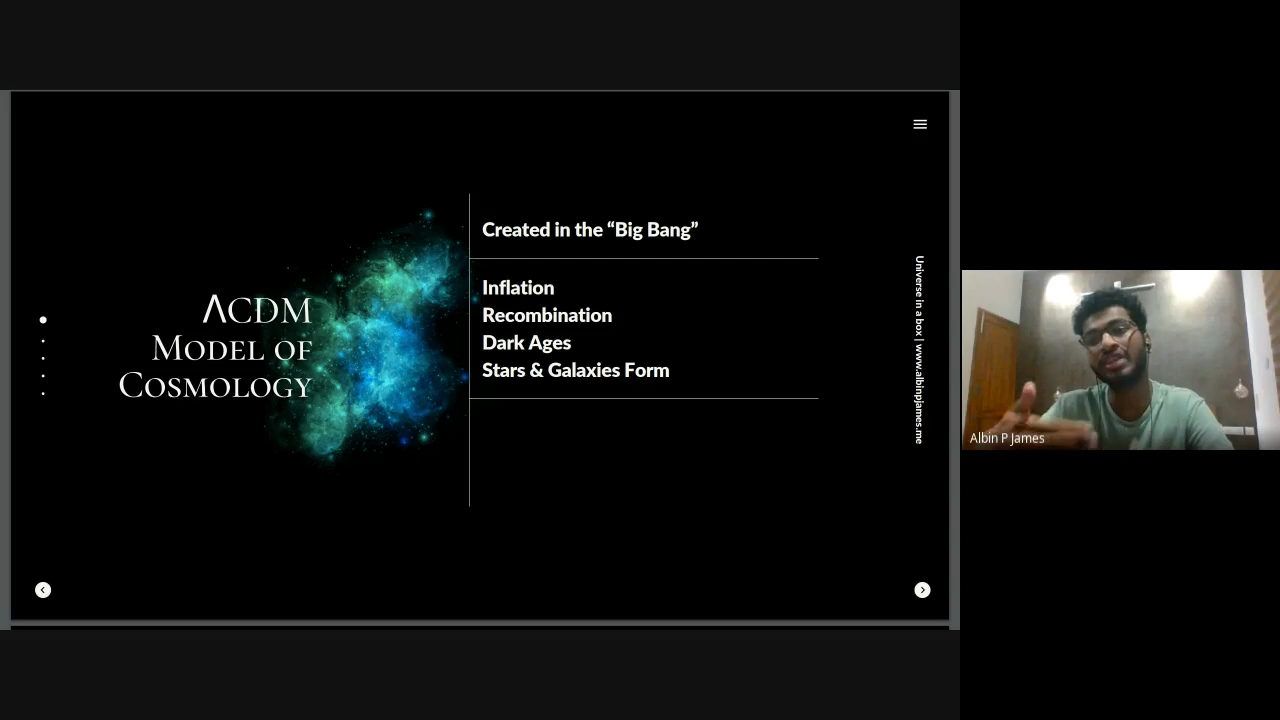 ΛCDM
Model of
Cosmology
Created in the “Big Bang”
Inflation
Recombination
Dark Ages
Stars & Galaxies Form
Universe in a box | www.albinpjames.me
Albin P James